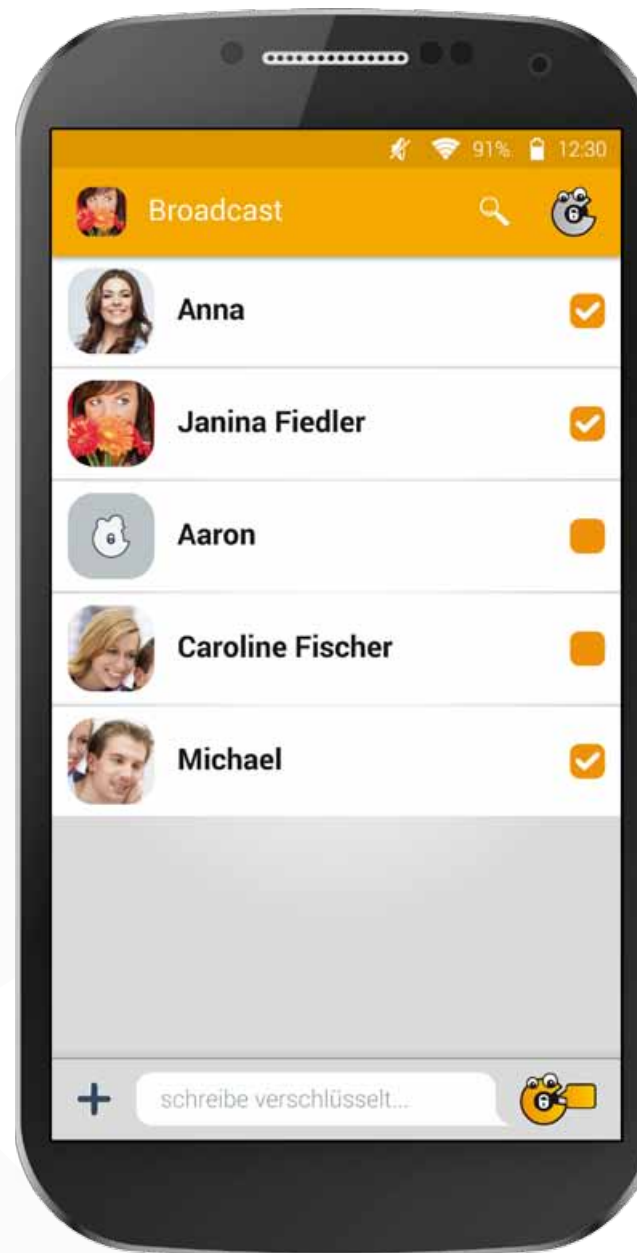 91% 12:30
Broadcast
Anna
Janina Fiedler
Aaron
Caroline Fischer
Michael
schreibe verschlüsselt...